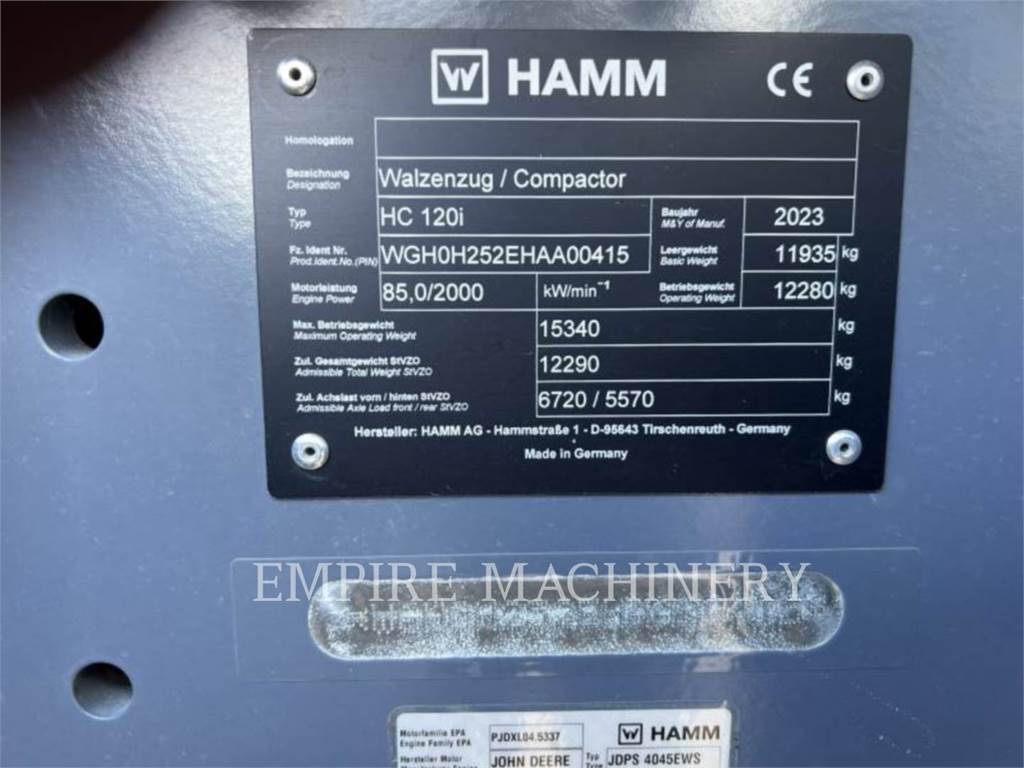 W HAMM CE
Homologation
Bezeichnung Walzenzug / Compactor
Designation
Typ HC 120i Baujahr 2023
Type M&Y of Manuf.
Fz. Ident Nr. WGH0H252EHAA00415 Leergewicht 11935 kg
Prod.Ident.No.(PIN) Basic Weight
Motorleistung 85,0/2000 kW/min⁻¹ Betriebsgewicht 12280 kg
Engine Power Operating Weight
Max. Betriebsgewicht 15340 kg
Maximum Operating Weight
Zul. Gesamtgewicht StVZO 12290 kg
Admissible Total Weight StVZO
Zul. Achslast vorn / hinten StVZO 6720 / 5570 kg
Admissible Axle Load front / rear StVZO
Hersteller: HAMM AG - Hammstraße 1 - D-95643 Tirschenreuth - Germany
Made in Germany
EMPIRE MACHINERY
Motorfamilie EPA PJDXL04.5337 W HAMM
Engine Family EPA
Hersteller Motor JOHN DEERE Typ JDPS 4045EWS
Type